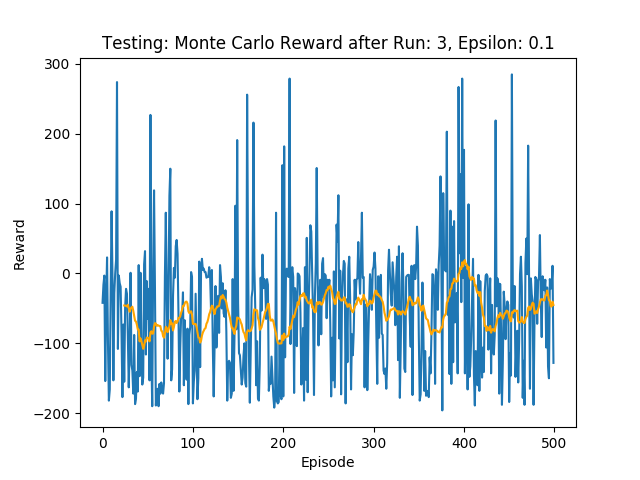 Testing: Monte Carlo Reward after Run: 3, Epsilon: 0.1
300
200
100
0
−100
−200
Reward
0 100 200 300 400 500
Episode